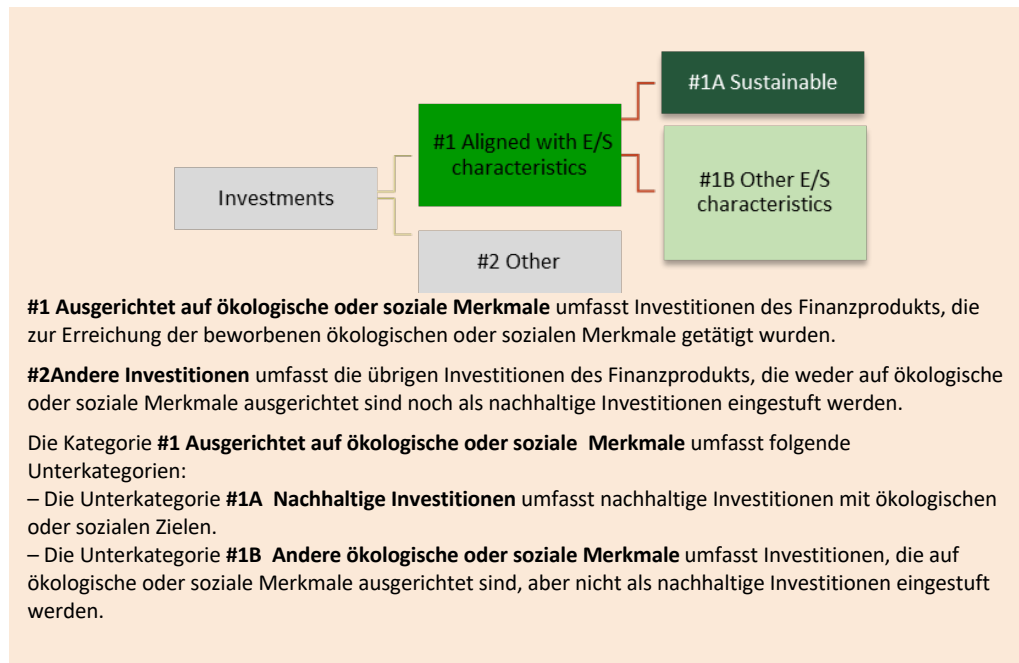 #1A Sustainable
#1 Aligned with E/S
characteristics
#1B Other E/S
characteristics
Investments
#2 Other
#1 Ausgerichtet auf ökologische oder soziale Merkmale umfasst Investitionen des Finanzprodukts, die
zur Erreichung der beworbenen ökologischen oder sozialen Merkmale getätigt wurden.
#2Andere Investitionen umfasst die übrigen Investitionen des Finanzprodukts, die weder auf ökologische
oder soziale Merkmale ausgerichtet sind noch als nachhaltige Investitionen eingestuft werden.
Die Kategorie #1 Ausgerichtet auf ökologische oder soziale Merkmale umfasst folgende
Unterkategorien:
– Die Unterkategorie #1A Nachhaltige Investitionen umfasst nachhaltige Investitionen mit ökologischen
oder sozialen Zielen.
– Die Unterkategorie #1B Andere ökologische oder soziale Merkmale umfasst Investitionen, die auf
ökologische oder soziale Merkmale ausgerichtet sind, aber nicht als nachhaltige Investitionen eingestuft
werden.